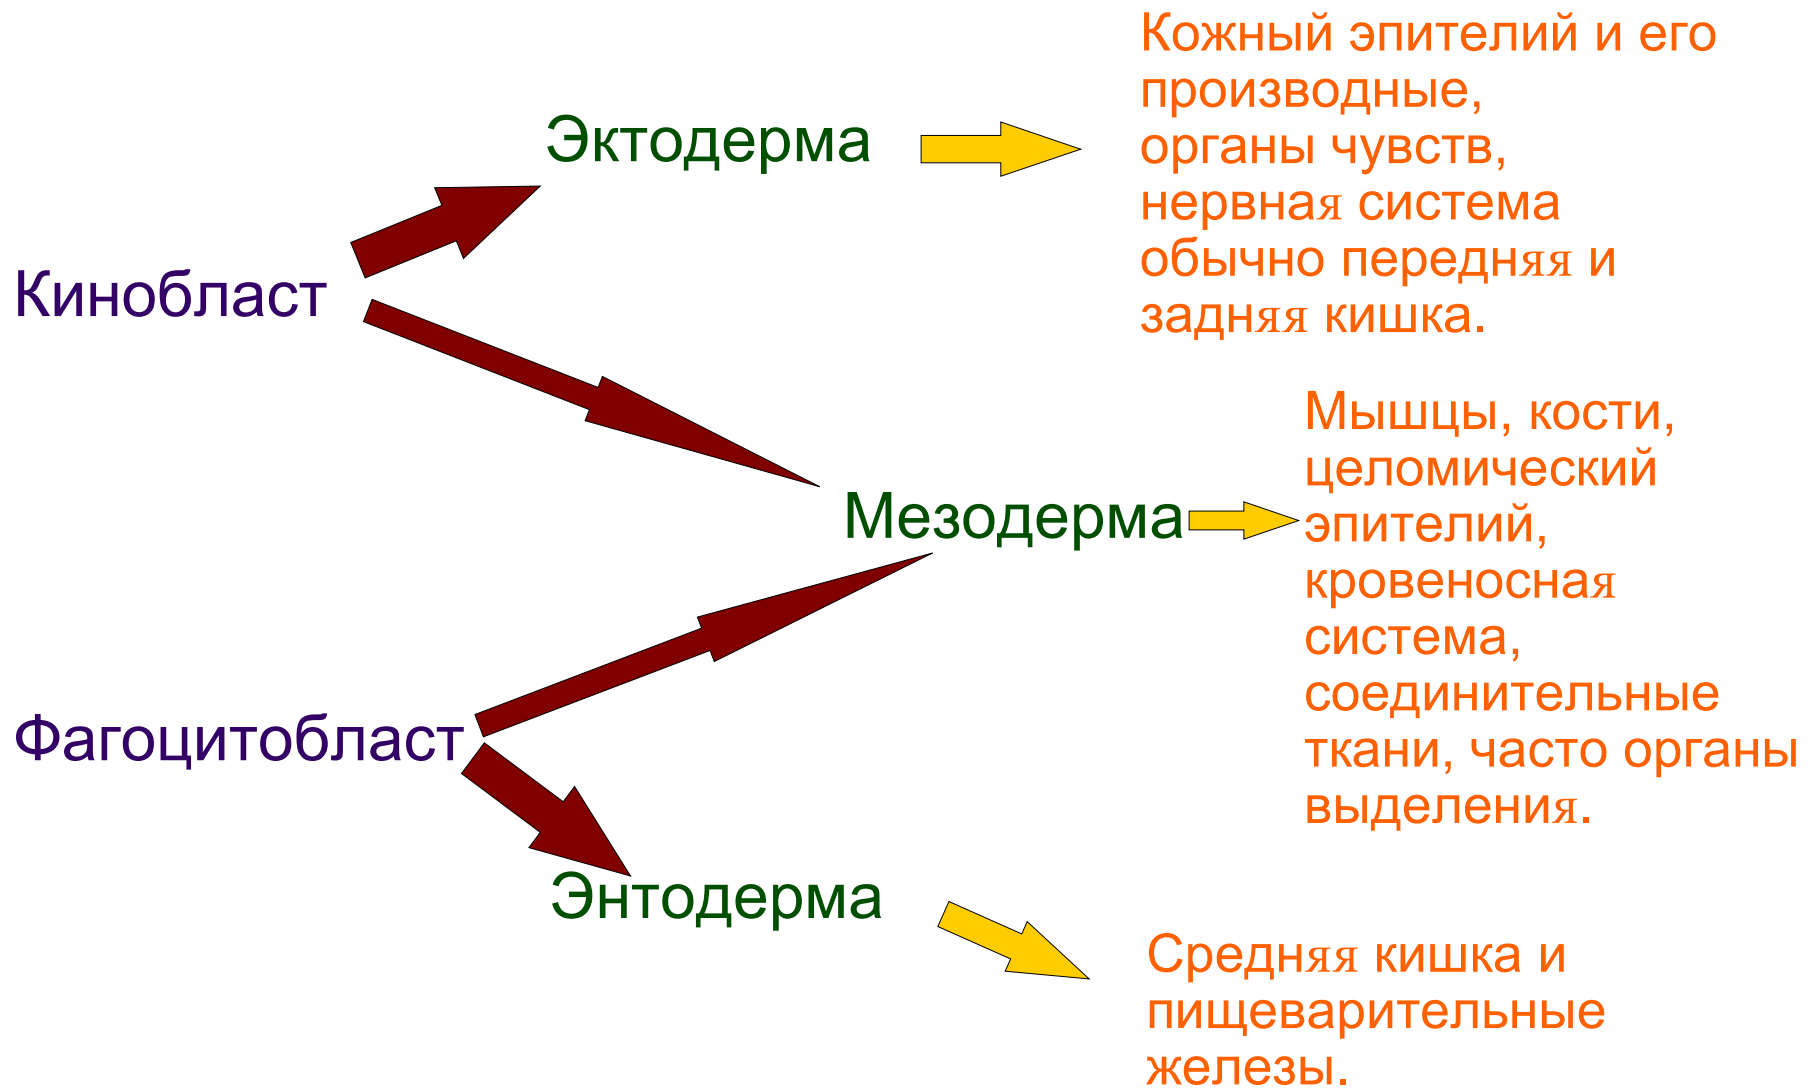 Кожный эпителий и его
производные,
органы чувств,
нервная система
обычно передняя и
задняя кишка.
Эктодерма
Кинобласт
Мышцы, кости,
целомический
эпителий,
кровеносная
система,
соединительные
ткани, часто органы
выделения.
Мезодерма
Фагоцитобласт
Энтодерма
Средняя кишка и
пищеварительные
железы.